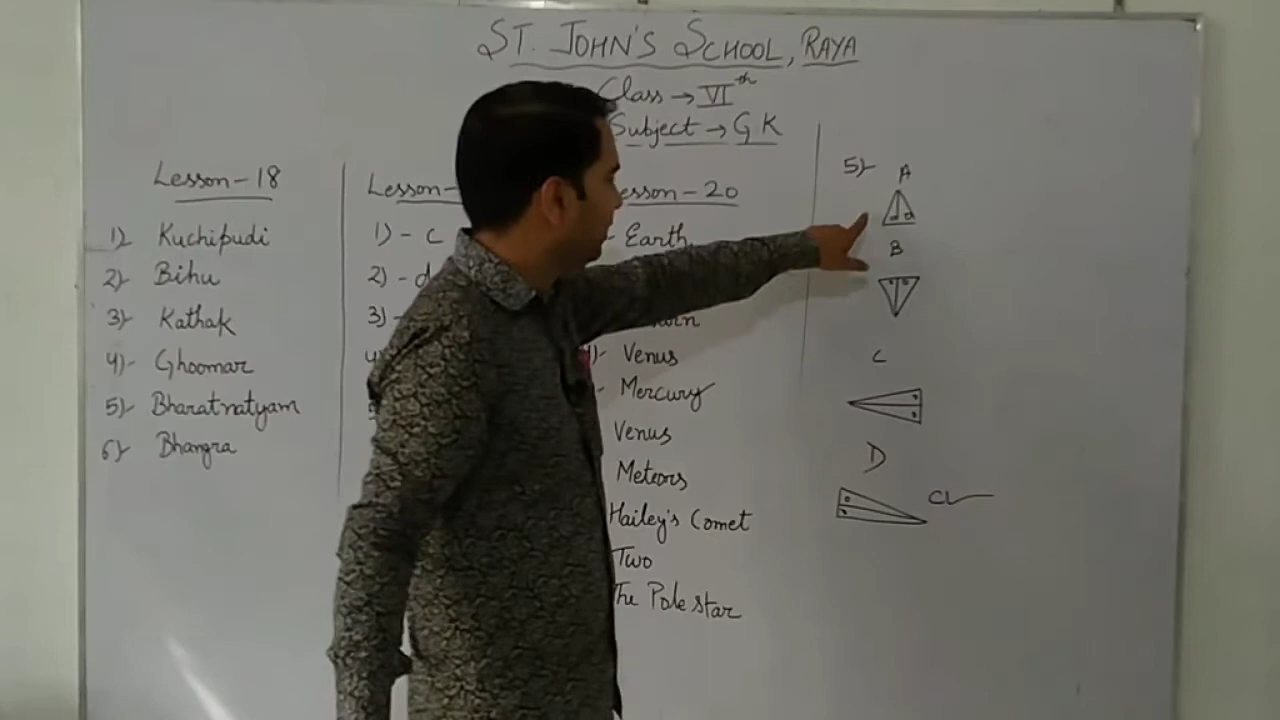 ST. JOHN'S SCHOOL, RAYA
Class → VIth
Subject → G K
Lesson - 18
1)- Kuchipudi
2)- Bihu
3)- Kathak
4)- Ghoomar
5)- Bharatnatyam
6)- Bhangra
Lesson -
1) - c
2) - d
3) -
Lesson - 20
Earth
Venus
Mercury
Venus
Meteors
Hailey's Comet
Two
The Pole star
5)- A
B
C
D